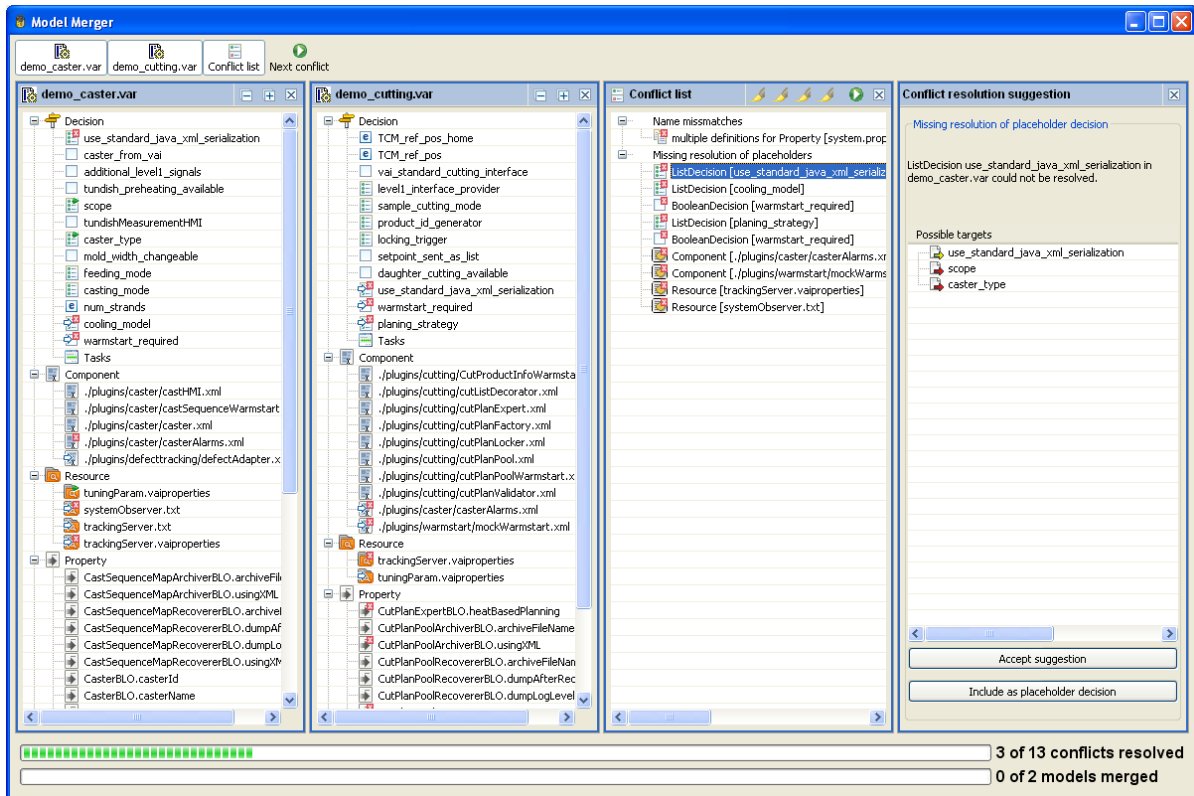 Model Merger
demo_caster.var
demo_cutting.var
Conflict list
Next conflict
demo_caster.var
Decision
use_standard_java_xml_serialization
caster_from_vai
additional_level1_signals
tundish_preheating_available
scope
tundishMeasurementHMI
caster_type
mold_width_changeable
feeding_mode
casting_mode
num_strands
cooling_model
warmstart_required
Tasks
Component
./plugins/caster/castHMI.xml
./plugins/caster/castSequenceWarmstart
./plugins/caster/caster.xml
./plugins/caster/casterAlarms.xml
./plugins/defecttracking/defectAdapter.x
Resource
tuningParam.vaiproperties
systemObserver.txt
trackingServer.txt
trackingServer.vaiproperties
Property
CastSequenceMapArchiverBLO.archiveFile
CastSequenceMapArchiverBLO.usingXML
CastSequenceMapRecovererBLO.archivel
CastSequenceMapRecovererBLO.dumpAf
CastSequenceMapRecovererBLO.dumpLo
CastSequenceMapRecovererBLO.usingXM
CasterBLO.casterId
CasterBLO.casterName
demo_cutting.var
Decision
TCM_ref_pos_home
TCM_ref_pos
vai_standard_cutting_interface
level1_interface_provider
sample_cutting_mode
product_id_generator
locking_trigger
setpoint_sent_as_list
daughter_cutting_available
use_standard_java_xml_serialization
warmstart_required
planing_strategy
Tasks
Component
./plugins/cutting/CutProductInfoWarmsta
./plugins/cutting/cutListDecorator.xml
./plugins/cutting/cutPlanExpert.xml
./plugins/cutting/cutPlanFactory.xml
./plugins/cutting/cutPlanLocker.xml
./plugins/cutting/cutPlanPool.xml
./plugins/cutting/cutPlanPoolWarmstart.x
./plugins/cutting/cutPlanValidator.xml
./plugins/caster/casterAlarms.xml
./plugins/warmstart/mockWarmstart.xml
Resource
trackingServer.vaiproperties
tuningParam.vaiproperties
Property
CutPlanExpertBLO.heatBasedPlanning
CutPlanPoolArchiverBLO.archiveFileName
CutPlanPoolArchiverBLO.usingXML
CutPlanPoolRecovererBLO.archiveFileNan
CutPlanPoolRecovererBLO.dumpAfterRec
CutPlanPoolRecovererBLO.dumpLogLevel
Conflict list
Name missmatches
multiple definitions for Property [system.prop
Missing resolution of placeholders
ListDecision [use_standard_java_xml_serializ
ListDecision [cooling_model]
BooleanDecision [warmstart_required]
ListDecision [planing_strategy]
BooleanDecision [warmstart_required]
Component [./plugins/caster/casterAlarms.xr
Component [./plugins/warmstart/mockWarms
Resource [trackingServer.vaiproperties]
Resource [systemObserver.txt]
Conflict resolution suggestion
Missing resolution of placeholder decision
ListDecision use_standard_java_xml_serialization in
demo_caster.var could not be resolved.
Possible targets
use_standard_java_xml_serialization
scope
caster_type
Accept suggestion
Include as placeholder decision
3 of 13 conflicts resolved
0 of 2 models merged